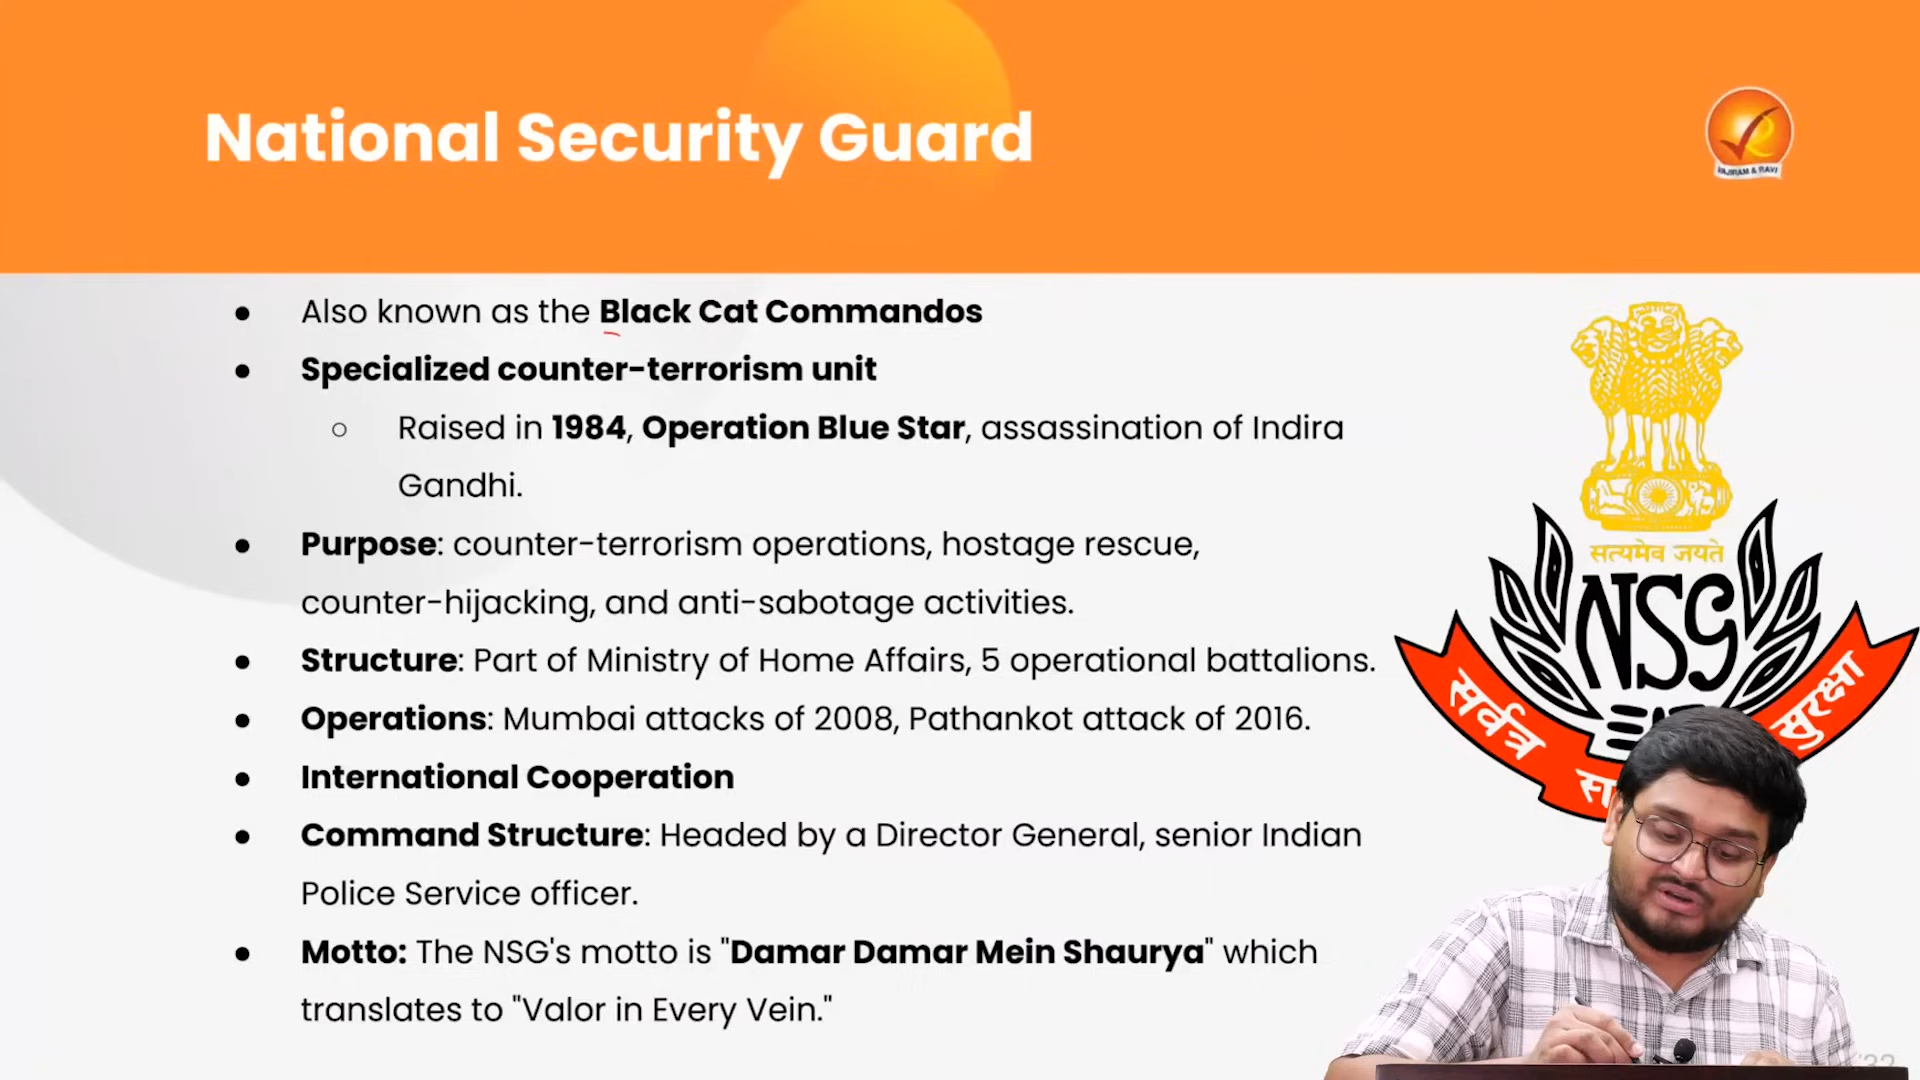 National Security Guard
VAJIRAM & RAVI
● Also known as the Black Cat Commandos
● Specialized counter-terrorism unit
○ Raised in 1984, Operation Blue Star, assassination of Indira
Gandhi.
● Purpose: counter-terrorism operations, hostage rescue,
counter-hijacking, and anti-sabotage activities.
● Structure: Part of Ministry of Home Affairs, 5 operational battalions.
● Operations: Mumbai attacks of 2008, Pathankot attack of 2016.
● International Cooperation
● Command Structure: Headed by a Director General, senior Indian
Police Service officer.
● Motto: The NSG's motto is "Damar Damar Mein Shaurya" which
translates to "Valor in Every Vein."
सत्यमेव जयते
NSG
सर्वत्र सुरक्षा